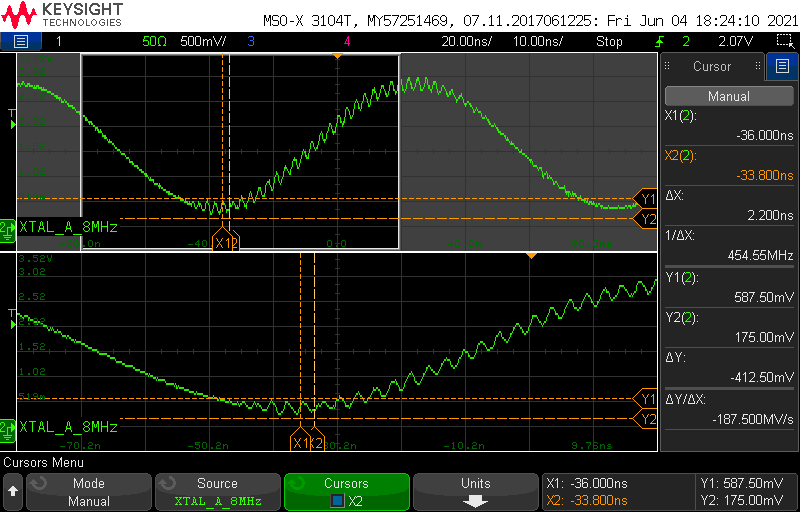 KEYSIGHT
TECHNOLOGIES
MSO-X 3104T, MY57251469, 07.11.2017061225: Fri Jun 04 18:24:10 2021
1 50Ω 500mV/ 3 4 20.00ns/ 10.00ns/ Stop 2 2.07V
Cursor
Manual
X1(2):
-36.000ns
X2(2):
-33.800ns
ΔX:
2.200ns
1/ΔX:
454.55MHz
Y1(2):
587.50mV
Y2(2):
175.00mV
ΔY:
-412.50mV
ΔY/ΔX:
-187.500MV/s
T
Y1
Y2
2 XTAL_A_8MHz
0.0
X1 2
3.52V
3.02
2.52
T
1.52
1.02
Y1
Y2
2 XTAL_A_8MHz
-70.2n -50.2n -10.2n 9.76ns
X1 X2
Cursors Menu
Mode
Manual
Source
XTAL_A_8MHz
Cursors
X2
Units
X1: -36.000ns
X2: -33.800ns
Y1: 587.50mV
Y2: 175.00mV